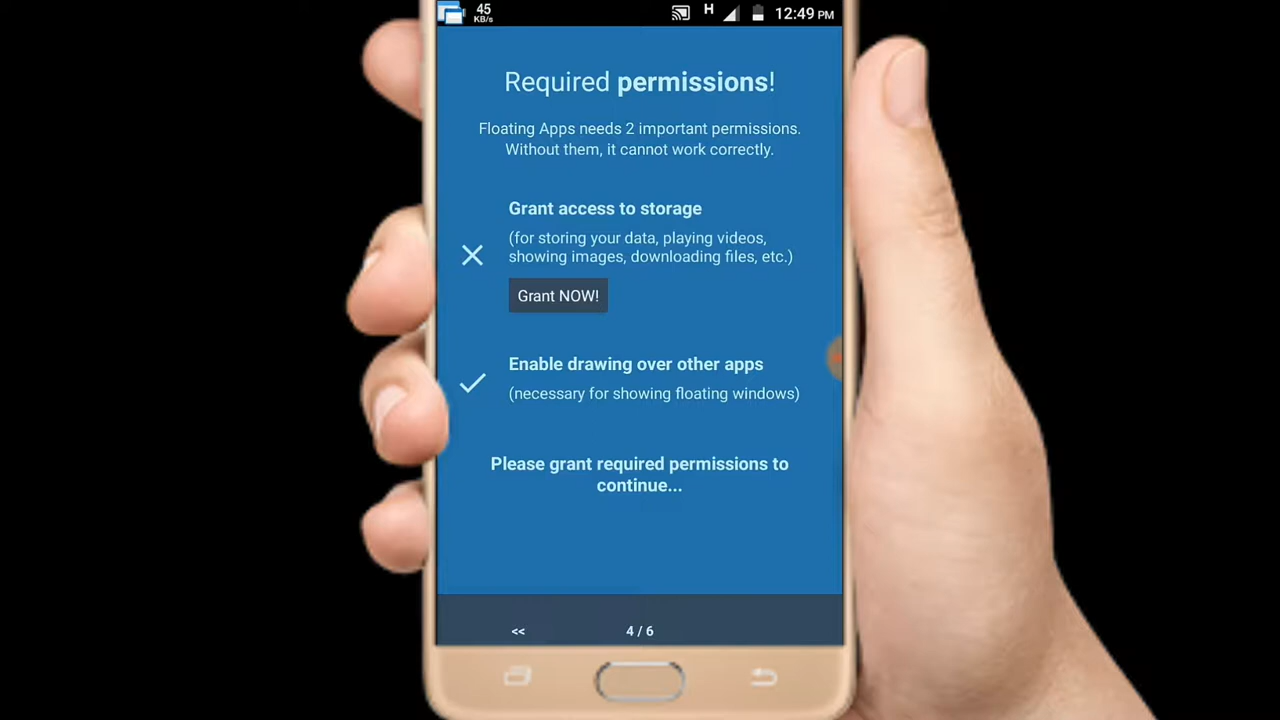 45
KB/s
H
12:49 PM
Required permissions!
Floating Apps needs 2 important permissions.
Without them, it cannot work correctly.
Grant access to storage
(for storing your data, playing videos,
showing images, downloading files, etc.)
Grant NOW!
Enable drawing over other apps
(necessary for showing floating windows)
Please grant required permissions to
continue...
<<
4 / 6